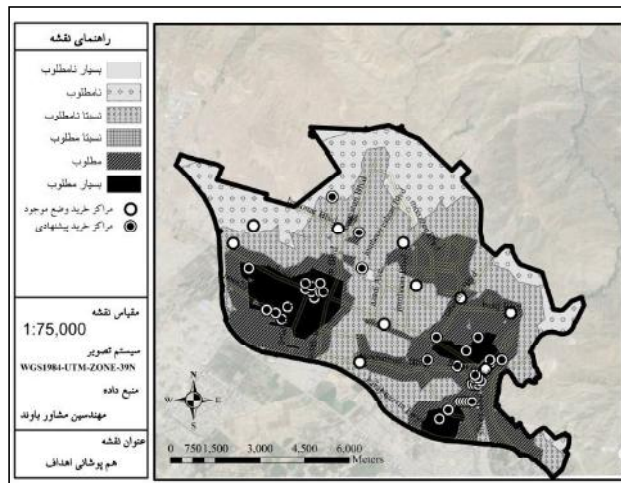 راهنمای نقشه
بسیار نامطلوب
نامطلوب
نسبتا نامطلوب
نسبتا مطلوب
مطلوب
بسیار مطلوب
مراکز خرید وضع موجود
مراکز خرید پیشنهادی
مقیاس نقشه
1:75,000
سیستم تصویر
WGS1984-UTM-ZONE-39N
منبع داده
مهندسین مشاور باوند
عنوان نقشه
هم پوشانی اهداف
N
W E
S
0 750 1,500 3,000 4,500 6,000
Meters